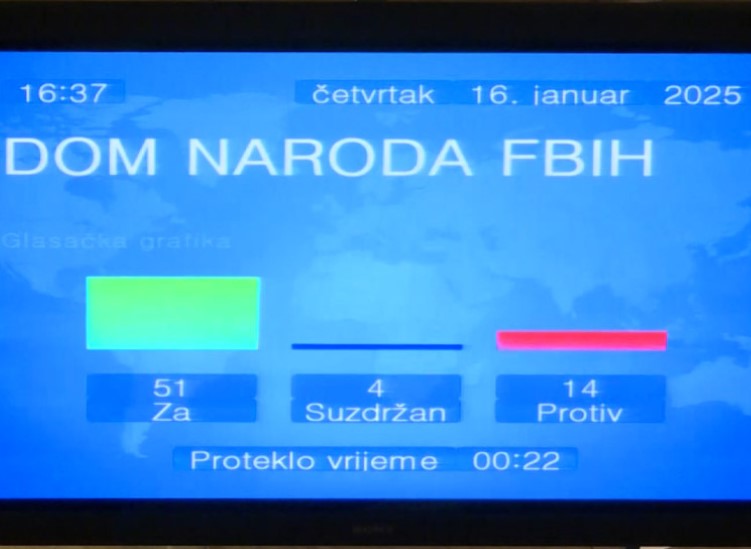 16:37 četvrtak 16. januar 2025
DOM NARODA FBIH
Glasačka grafika
51 4 14
Za Suzdržan Protiv
Proteklo vrijeme 00:22